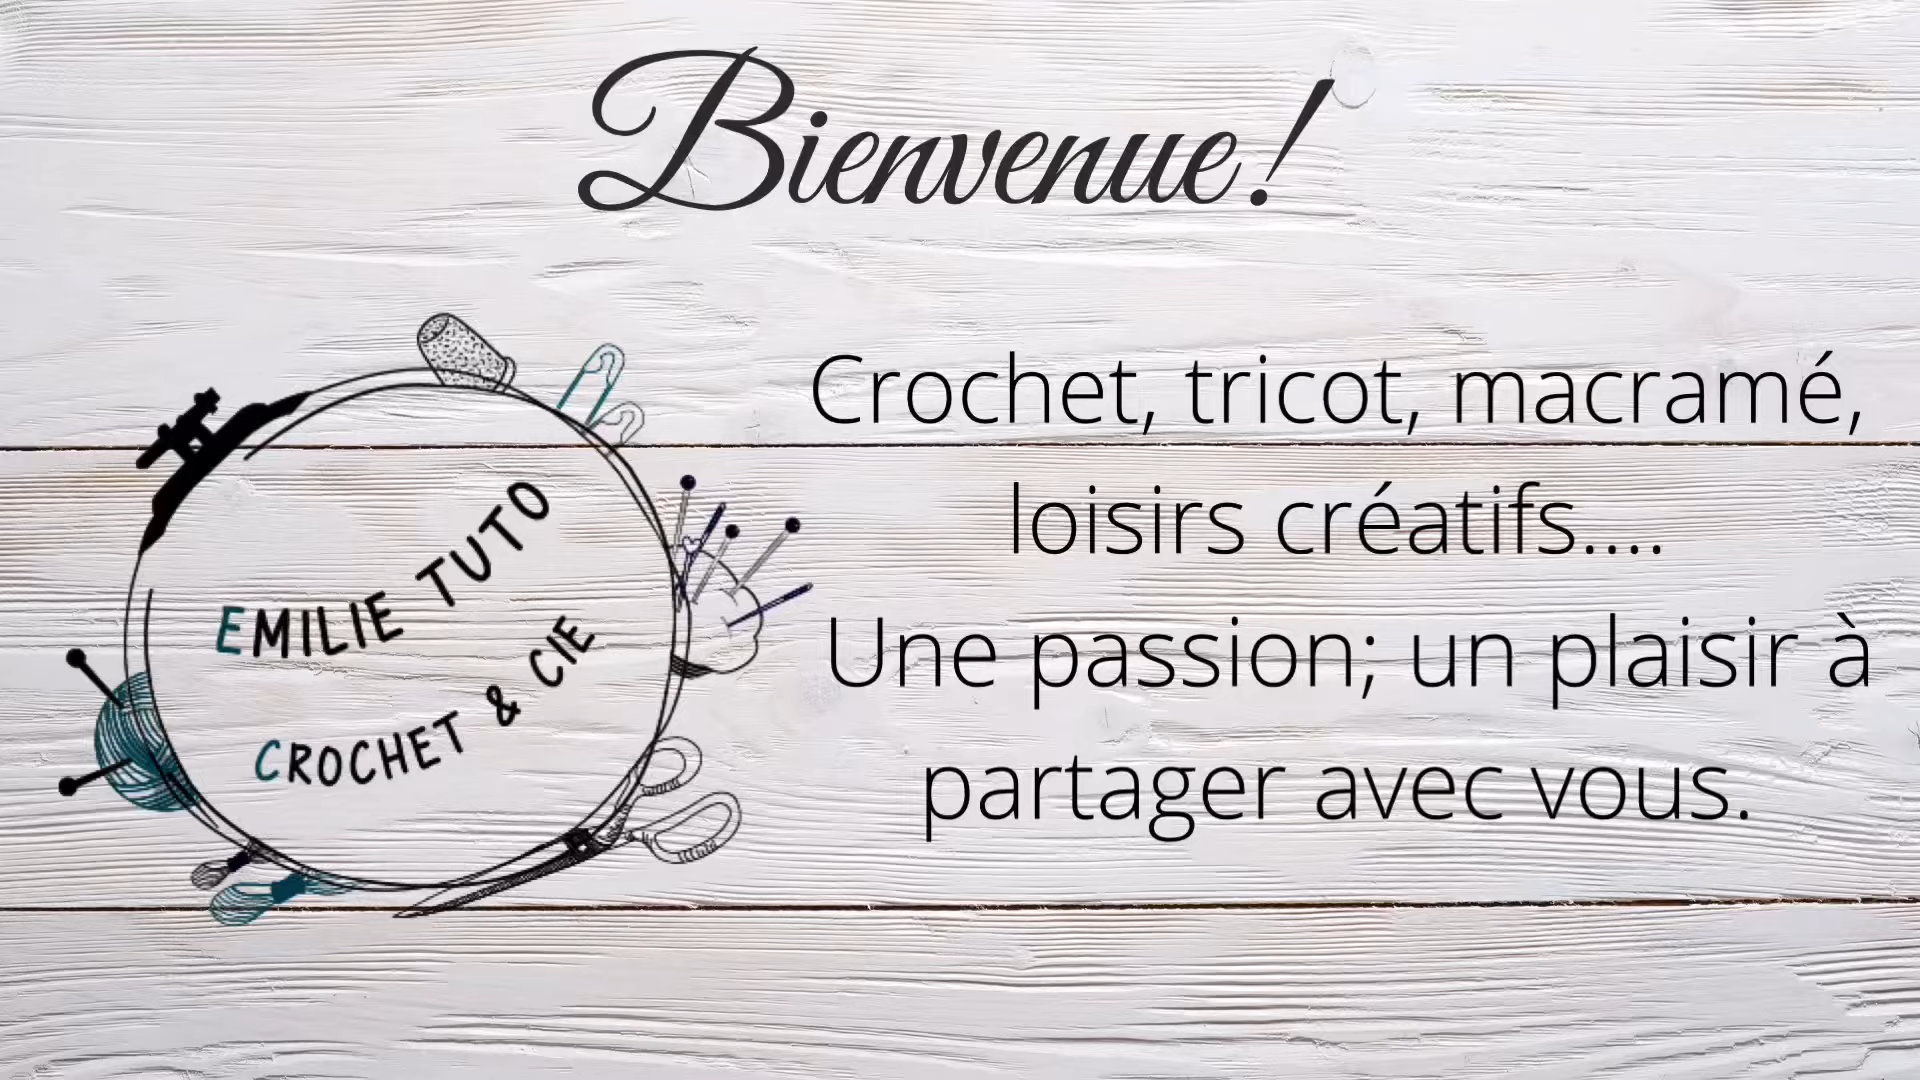 Bienvenue!
EMILIE TUTO
CROCHET & CIE
Crochet, tricot, macramé,
loisirs créatifs....
Une passion; un plaisir à
partager avec vous.